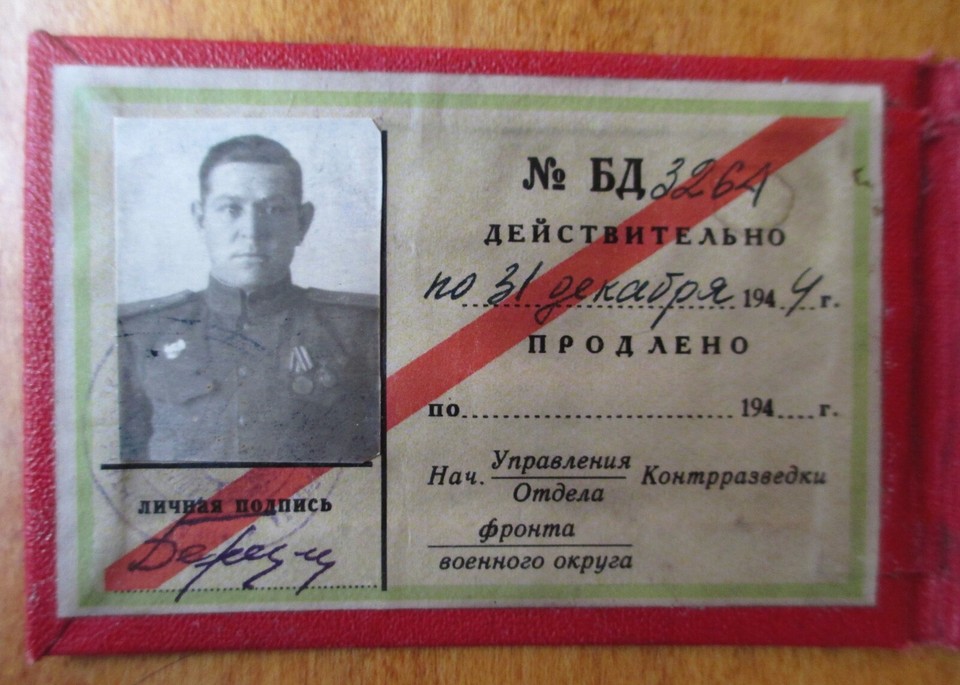 № БД 3264
ДЕЙСТВИТЕЛЬНО
по 31 декабря 1944 г.
ПРОДЛЕНО
по.............................. 194.....г.
Нач. Управления
Отдела
Контрразведки
фронта
военного округа
личная подпись